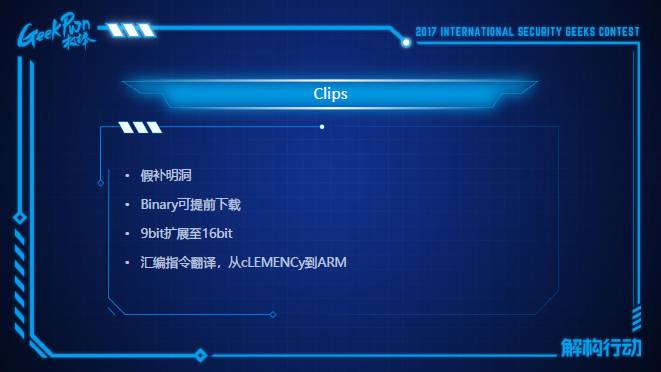 GeekPwn
极棒
2017 INTERNATIONAL SECURITY GEEKS CONTEST
Clips
• 假补明洞
• Binary可提前下载
• 9bit扩展至16bit
• 汇编指令翻译，从cLEMENCy到ARM
解构行动